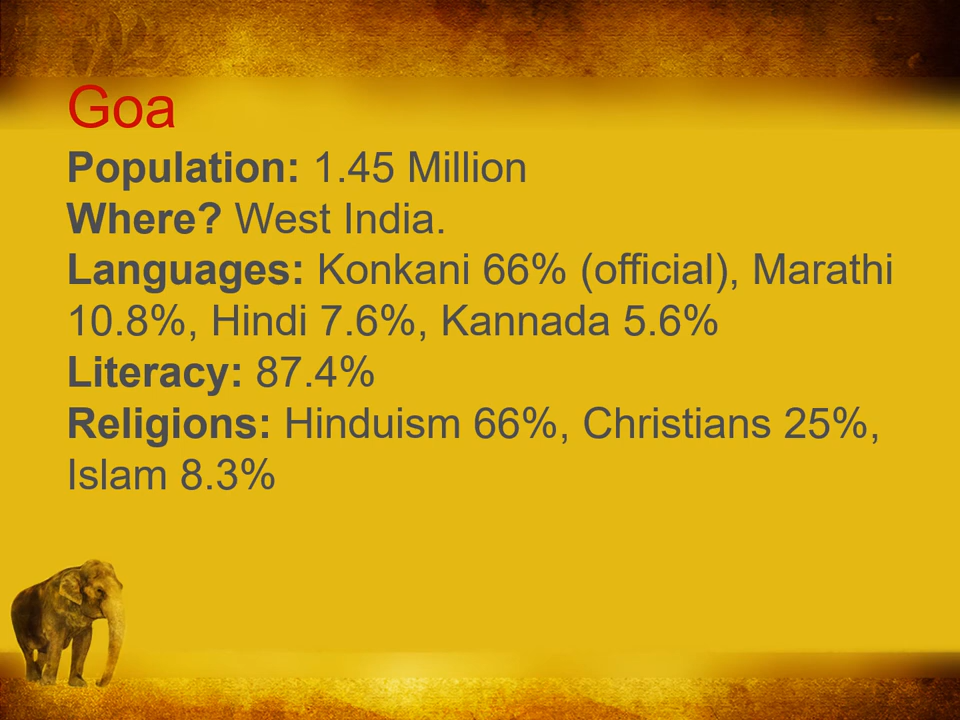 Goa
Population: 1.45 Million
Where? West India.
Languages: Konkani 66% (official), Marathi
10.8%, Hindi 7.6%, Kannada 5.6%
Literacy: 87.4%
Religions: Hinduism 66%, Christians 25%,
Islam 8.3%